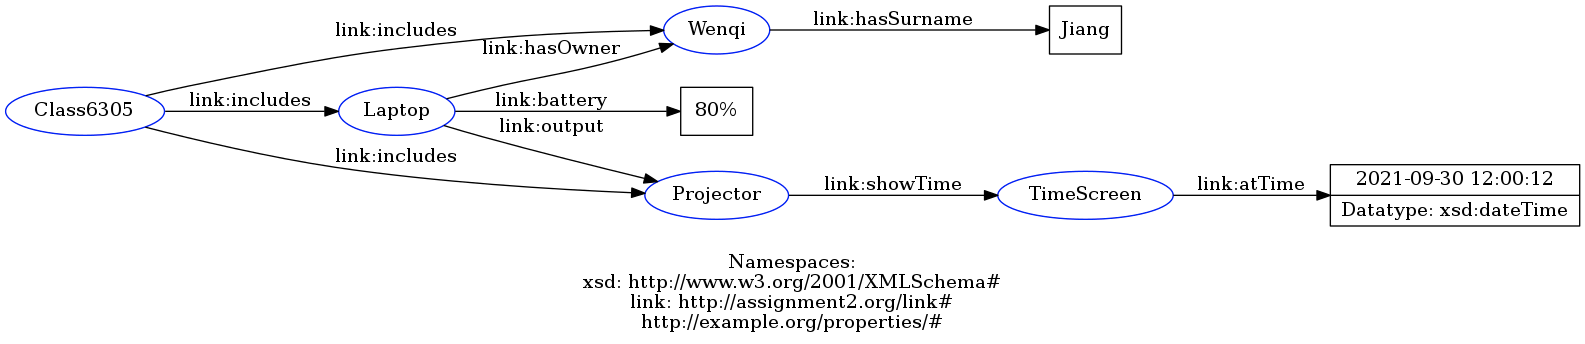 link:includes
Wenqi
link:hasSurname
Jiang
link:hasOwner
Class6305
link:includes
Laptop
link:battery
80%
link:output
link:includes
Projector
link:showTime
TimeScreen
link:atTime
2021-09-30 12:00:12
Datatype: xsd:dateTime
Namespaces:
xsd: http://www.w3.org/2001/XMLSchema#
link: http://assignment2.org/link#
http://example.org/properties/#